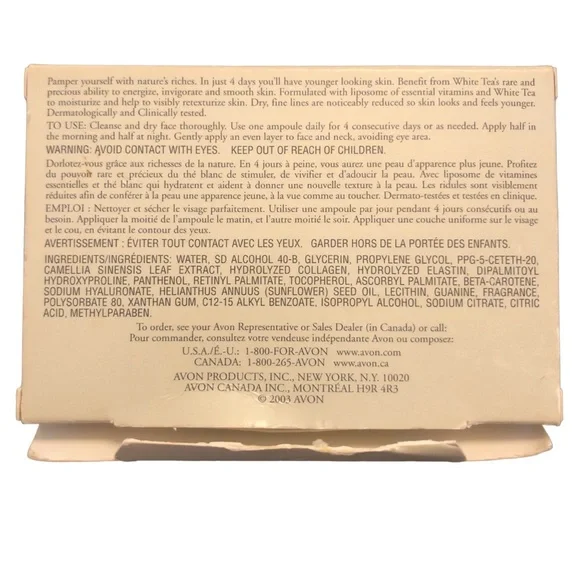 Pamper yourself with nature's riches. In just 4 days you'll have younger looking skin. Benefit from White Tea's rare and
precious ability to energize, invigorate and smooth skin. Formulated with liposome of essential vitamins and White Tea
to moisturize and help to visibly retexturize skin. Dry, fine lines are noticeably reduced so skin looks and feels younger.
Dermatologically and Clinically tested.
TO USE: Cleanse and dry face thoroughly. Use one ampoule daily for 4 consecutive days or as needed. Apply half in
the morning and half at night. Gently apply an even layer to face and neck, avoiding eye area.
WARNING: AVOID CONTACT WITH EYES. KEEP OUT OF REACH OF CHILDREN.
Dorlotez-vous grâce aux richesses de la nature. En 4 jours à peine, vous aurez une peau d'apparence plus jeune. Profitez
du pouvoir rare et précieux du thé blanc de stimuler, de vivifier et d'adoucir la peau. Avec liposome de vitamines
essentielles et thé blanc qui hydratent et aident à donner une nouvelle texture à la peau. Les ridules sont visiblement
réduites afin de conférer à la peau une apparence jeune, à la vue comme au toucher. Dermato-testées et testées en clinique.
EMPLOI : Nettoyer et sécher le visage parfaitement. Utiliser une ampoule par jour pendant 4 jours consécutifs ou au
besoin. Appliquer la moitié de l'ampoule le matin, et l'autre moitié le soir. Appliquer une couche uniforme sur le visage
et le cou, en évitant le contour des yeux.
AVERTISSEMENT : ÉVITER TOUT CONTACT AVEC LES YEUX. GARDER HORS DE LA PORTÉE DES ENFANTS.
INGREDIENTS/INGRÉDIENTS: WATER, SD ALCOHOL 40-B, GLYCERIN, PROPYLENE GLYCOL, PPG-5-CETETH-20,
CAMELLIA SINENSIS LEAF EXTRACT, HYDROLYZED COLLAGEN, HYDROLYZED ELASTIN, DIPALMITOYL
HYDROXYPROLINE, PANTHENOL, RETINYL PALMITATE, TOCOPHEROL, ASCORBYL PALMITATE, BETA-CAROTENE,
SODIUM HYALURONATE, HELIANTHUS ANNUUS (SUNFLOWER) SEED OIL, LECITHIN, GUANINE, FRAGRANCE,
POLYSORBATE 80, XANTHAN GUM, C12-15 ALKYL BENZOATE, ISOPROPYL ALCOHOL, SODIUM CITRATE, CITRIC
ACID, METHYLPARABEN.
To order, see your Avon Representative or Sales Dealer (in Canada) or call:
Pour commander, consultez votre vendeuse indépendante Avon ou composez:
U.S.A./É.-U.: 1-800-FOR-AVON www.avon.com
CANADA: 1-800-265-AVON www.avon.ca
AVON PRODUCTS, INC., NEW YORK, N.Y. 10020
AVON CANADA INC., MONTRÉAL H9R 4R3
© 2003 AVON